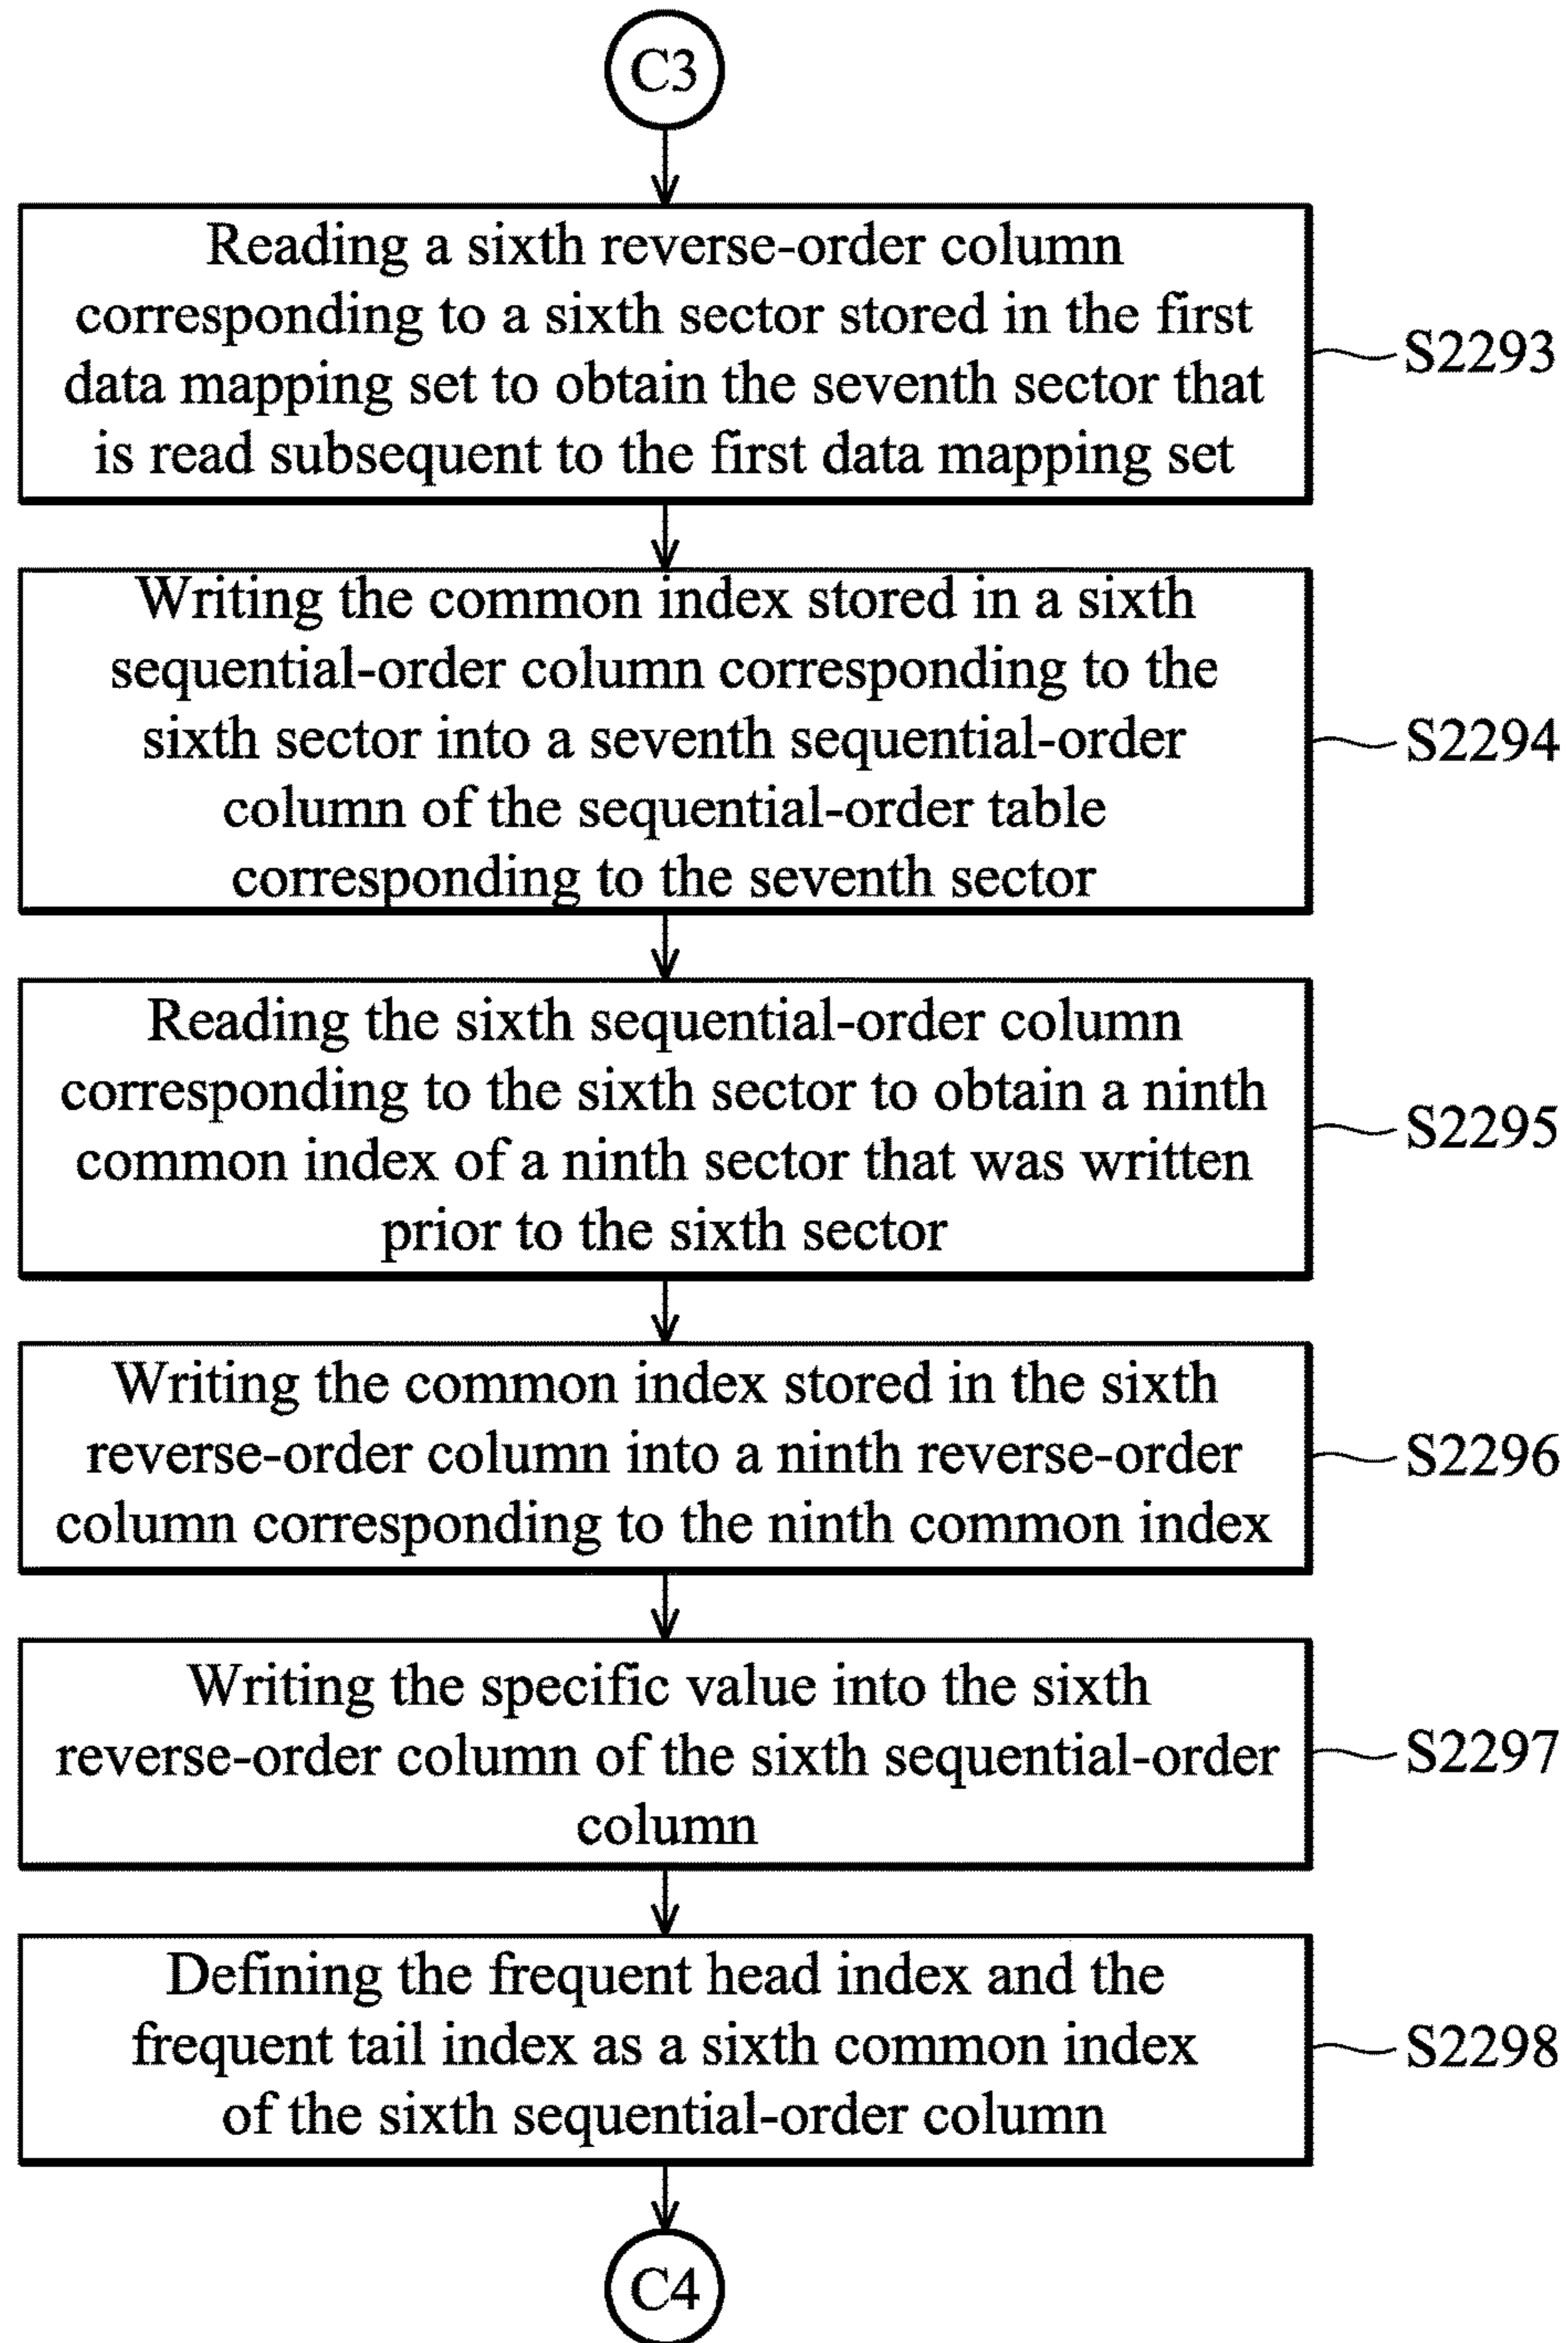 C3
Reading a sixth reverse-order column
corresponding to a sixth sector stored in the first
data mapping set to obtain the seventh sector that
is read subsequent to the first data mapping set
S2293
Writing the common index stored in a sixth
sequential-order column corresponding to the
sixth sector into a seventh sequential-order
column of the sequential-order table
corresponding to the seventh sector
S2294
Reading the sixth sequential-order column
corresponding to the sixth sector to obtain a ninth
common index of a ninth sector that was written
prior to the sixth sector
S2295
Writing the common index stored in the sixth
reverse-order column into a ninth reverse-order
column corresponding to the ninth common index
S2296
Writing the specific value into the sixth
reverse-order column of the sixth sequential-order
column
S2297
Defining the frequent head index and the
frequent tail index as a sixth common index
of the sixth sequential-order column
S2298
C4